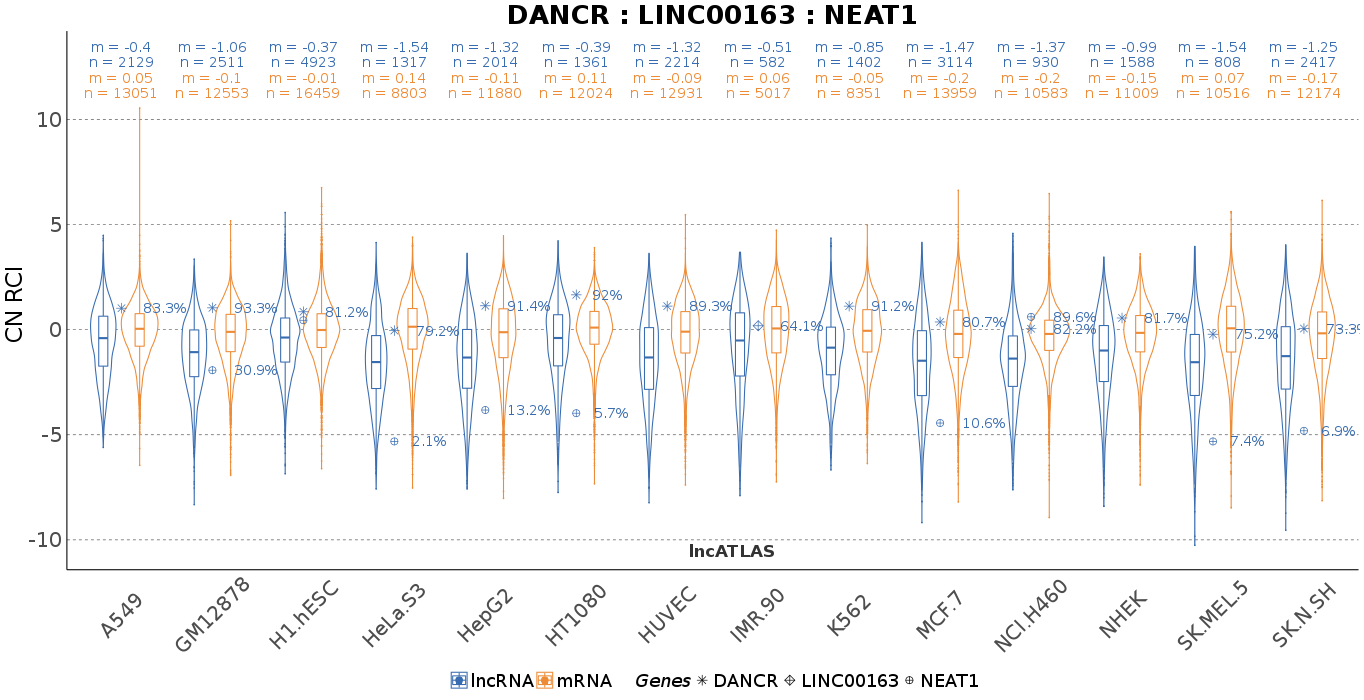 DANCR : LINC00163 : NEAT1
m = -0.4 m = -1.06 m = -0.37 m = -1.54 m = -1.32 m = -0.39 m = -1.32 m = -0.51 m = -0.85 m = -1.47 m = -1.37 m = -0.99 m = -1.54 m = -1.25
n = 2129 n = 2511 n = 4923 n = 1317 n = 2014 n = 1361 n = 2214 n = 582 n = 1402 n = 3114 n = 930 n = 1588 n = 808 n = 2417
m = 0.05 m = -0.1 m = -0.01 m = 0.14 m = -0.11 m = 0.11 m = -0.09 m = 0.06 m = -0.05 m = -0.2 m = -0.2 m = -0.15 m = 0.07 m = -0.17
n = 13051 n = 12553 n = 16459 n = 8803 n = 11880 n = 12024 n = 12931 n = 5017 n = 8351 n = 13959 n = 10583 n = 11009 n = 10516 n = 12174
10
5
92%
83.3% 93.3% 81.2% 91.4% 89.3% 91.2% 89.6% 81.7%
CN RCI
0
79.2% 64.1% 80.7% 82.2% 75.2% 73.3%
30.9%
13.2% 5.7% 10.6%
-5
2.1% 7.4% 6.9%
-10
lncATLAS
A549 GM12878 H1.hESC HeLa.S3 HepG2 HT1080 HUVEC IMR.90 K562 MCF.7 NCI.H460 NHEK SK.MEL.5 SK.N.SH
lncRNA mRNA Genes DANCR LINC00163 NEAT1